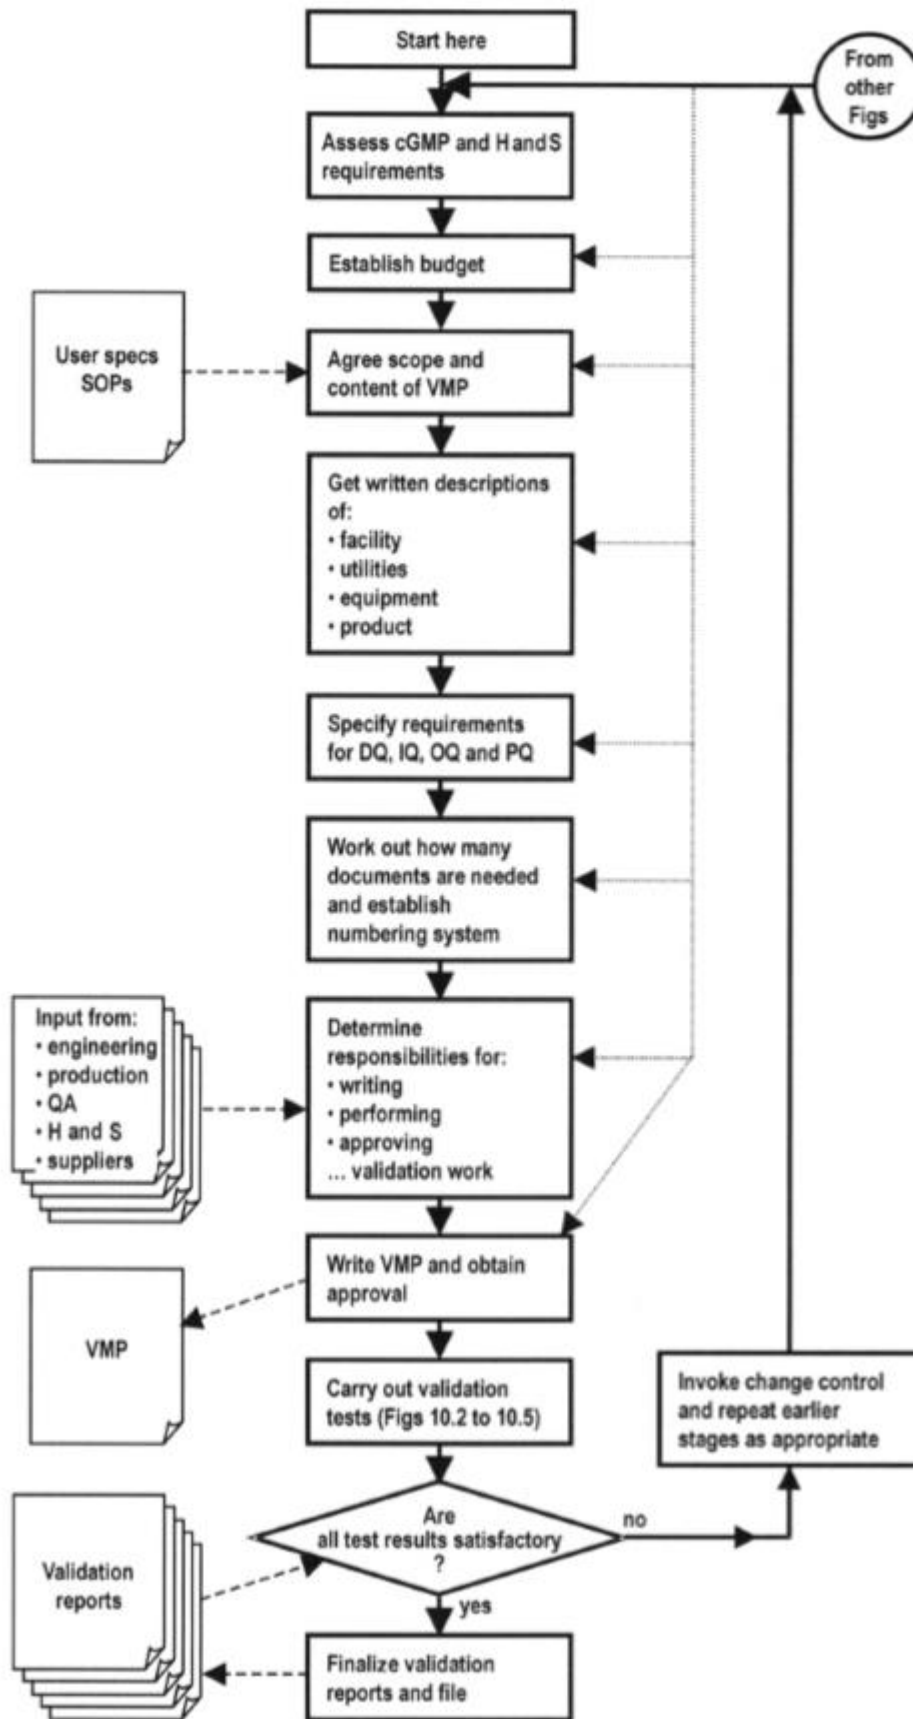 Start here
From
other
Figs
Assess cGMP and H and S
requirements
Establish budget
User specs
SOPs
Agree scope and
content of VMP
Get written descriptions
of:
• facility
• utilities
• equipment
• product
Specify requirements
for DQ, IQ, OQ and PQ
Work out how many
documents are needed
and establish
numbering system
Input from:
• engineering
• production
• QA
• H and S
• suppliers
Determine
responsibilities for:
• writing
• performing
• approving
... validation work
Write VMP and obtain
approval
VMP
Carry out validation
tests (Figs 10.2 to 10.5)
Invoke change control
and repeat earlier
stages as appropriate
Are
all test results satisfactory
?
no
yes
Validation
reports
Finalize validation
reports and file